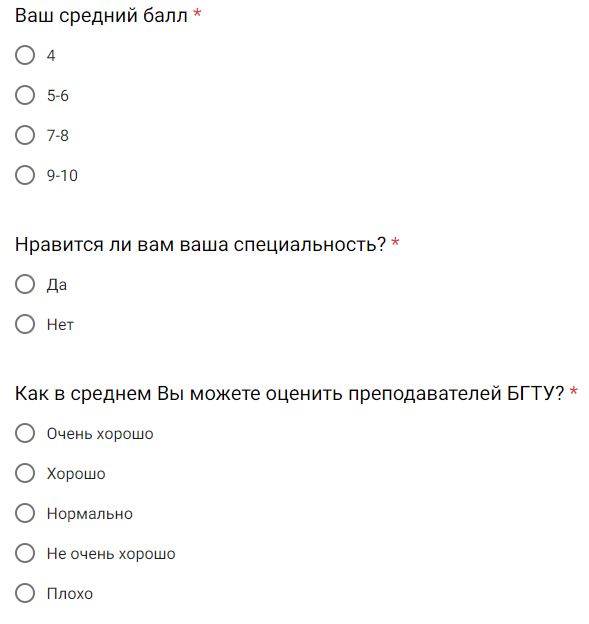 Ваш средний балл *
4
5-6
7-8
9-10
Нравится ли вам ваша специальность? *
Да
Нет
Как в среднем Вы можете оценить преподавателей БГТУ? *
Очень хорошо
Хорошо
Нормально
Не очень хорошо
Плохо